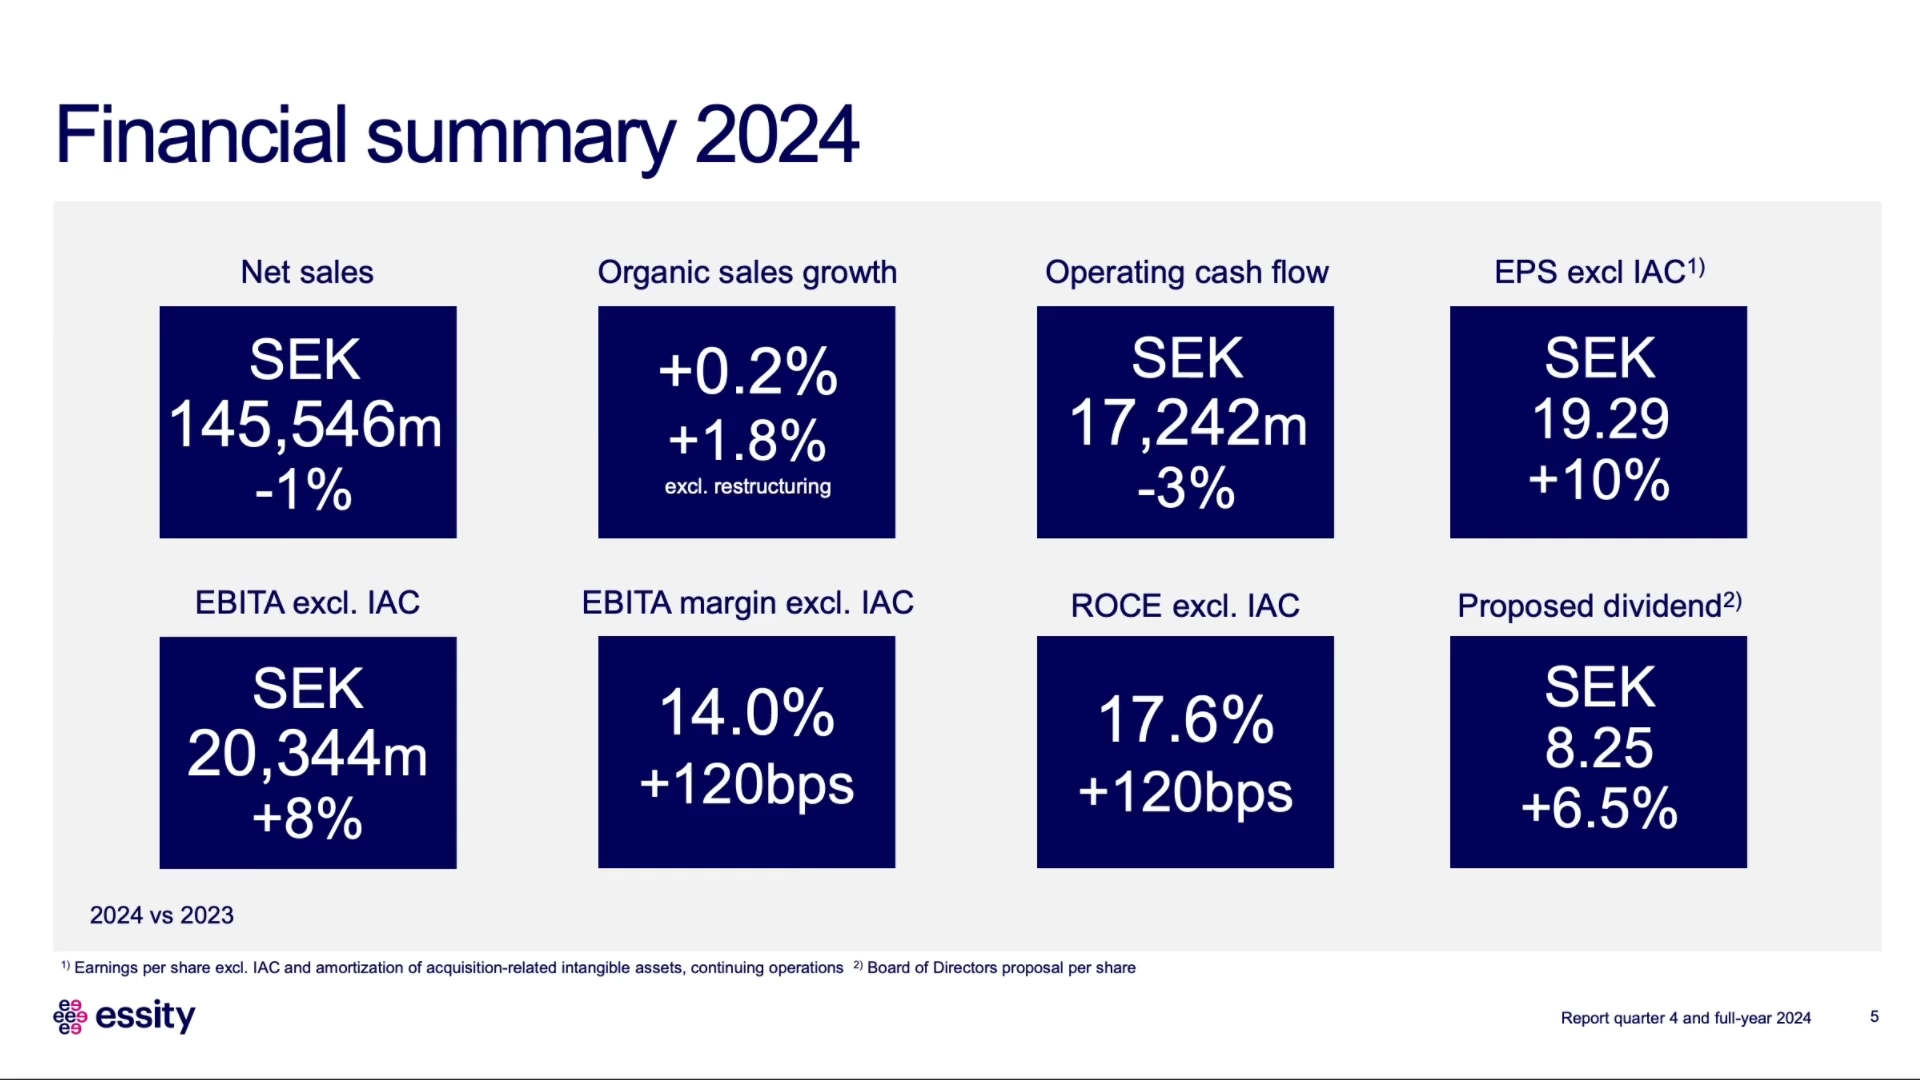 Financial summary 2024
Net sales
SEK
145,546m
-1%
Organic sales growth
+0.2%
+1.8%
excl. restructuring
Operating cash flow
SEK
17,242m
-3%
EPS excl IAC1)
SEK
19.29
+10%
EBITA excl. IAC
SEK
20,344m
+8%
EBITA margin excl. IAC
14.0%
+120bps
ROCE excl. IAC
17.6%
+120bps
Proposed dividend2)
SEK
8.25
+6.5%
2024 vs 2023
1) Earnings per share excl. IAC and amortization of acquisition-related intangible assets, continuing operations 2) Board of Directors proposal per share
essity
Report quarter 4 and full-year 2024 5